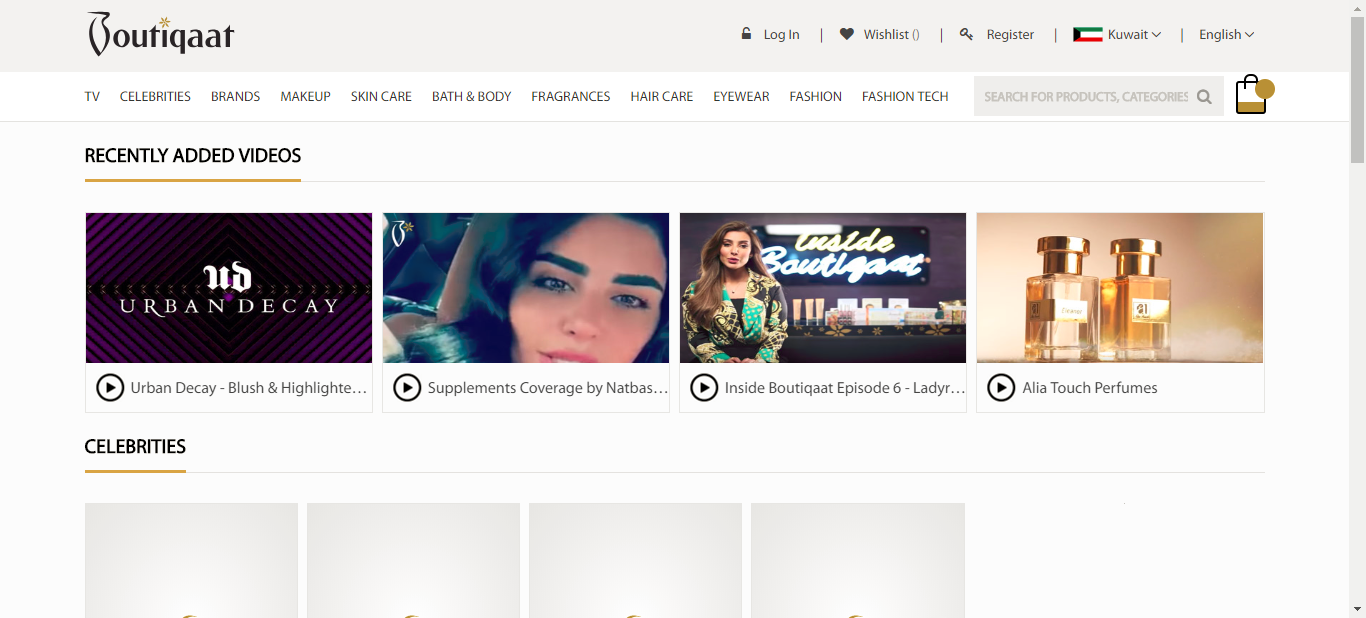 Boutiqaat
Log In | Wishlist () | Register | Kuwait | English
TV CELEBRITIES BRANDS MAKEUP SKIN CARE BATH & BODY FRAGRANCES HAIR CARE EYEWEAR FASHION FASHION TECH SEARCH FOR PRODUCTS, CATEGORIES
RECENTLY ADDED VIDEOS
ud
URBAN DECAY
Inside
Boutiqaat
Urban Decay - Blush & Highlighte...
Supplements Coverage by Natbas...
Inside Boutiqaat Episode 6 - Ladyr...
Alia Touch Perfumes
CELEBRITIES